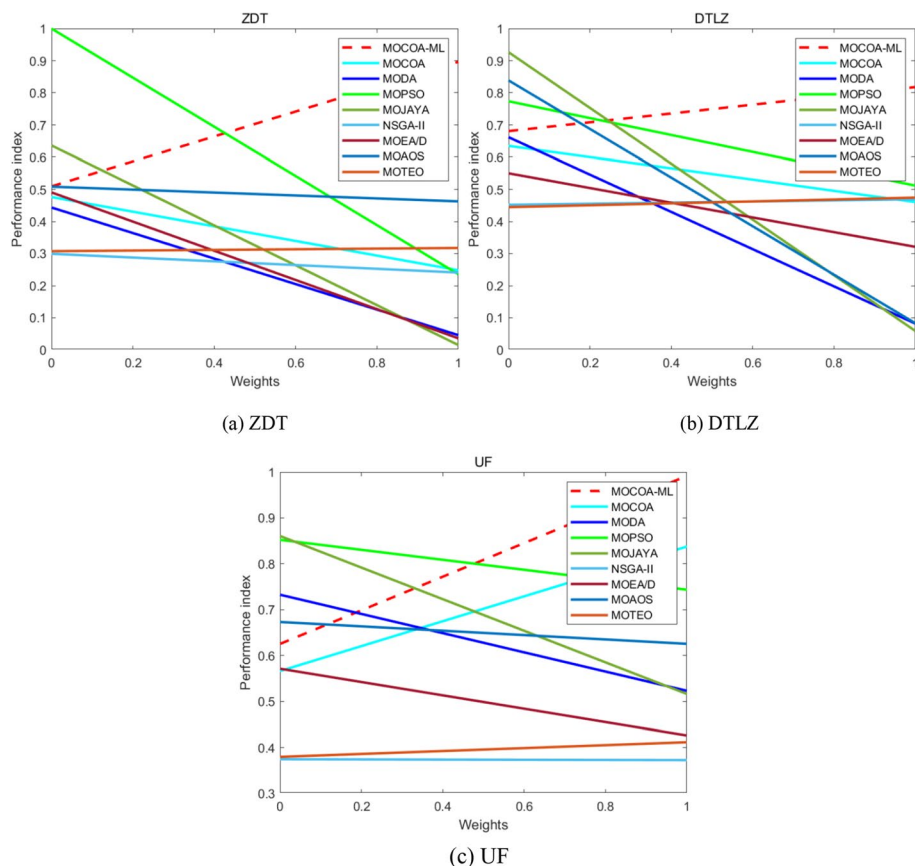 ZDT
1
0.9
0.8
0.7
0.6
0.5
0.4
0.3
0.2
0.1
0
Performance index
0 0.2 0.4 0.6 0.8 1
Weights
MOCOA-ML
MOCOA
MODA
MOPSO
MOJAYA
NSGA-II
MOEA/D
MOAOS
MOTEO
(a) ZDT
DTLZ
1
0.9
0.8
0.7
0.6
0.5
0.4
0.3
0.2
0.1
0
Performance index
0 0.2 0.4 0.6 0.8 1
Weights
MOCOA-ML
MOCOA
MODA
MOPSO
MOJAYA
NSGA-II
MOEA/D
MOAOS
MOTEO
(b) DTLZ
UF
1
0.9
0.8
0.7
0.6
0.5
0.4
0.3
Performance index
0 0.2 0.4 0.6 0.8 1
Weights
MOCOA-ML
MOCOA
MODA
MOPSO
MOJAYA
NSGA-II
MOEA/D
MOAOS
MOTEO
(c) UF